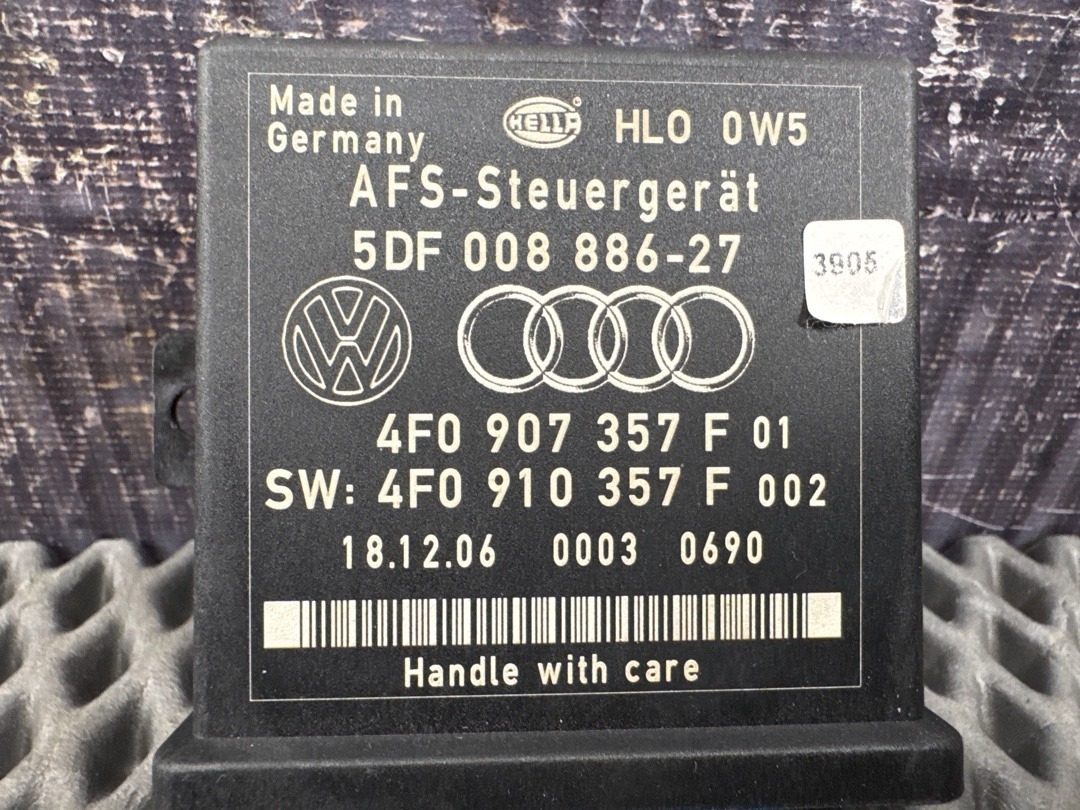 Made in
Germany
HELLA HLO 0W5
AFS-Steuergerät
5DF 008 886-27
3905
VW
4F0 907 357 F 01
SW: 4F0 910 357 F 002
18.12.06 0003 0690
Handle with care